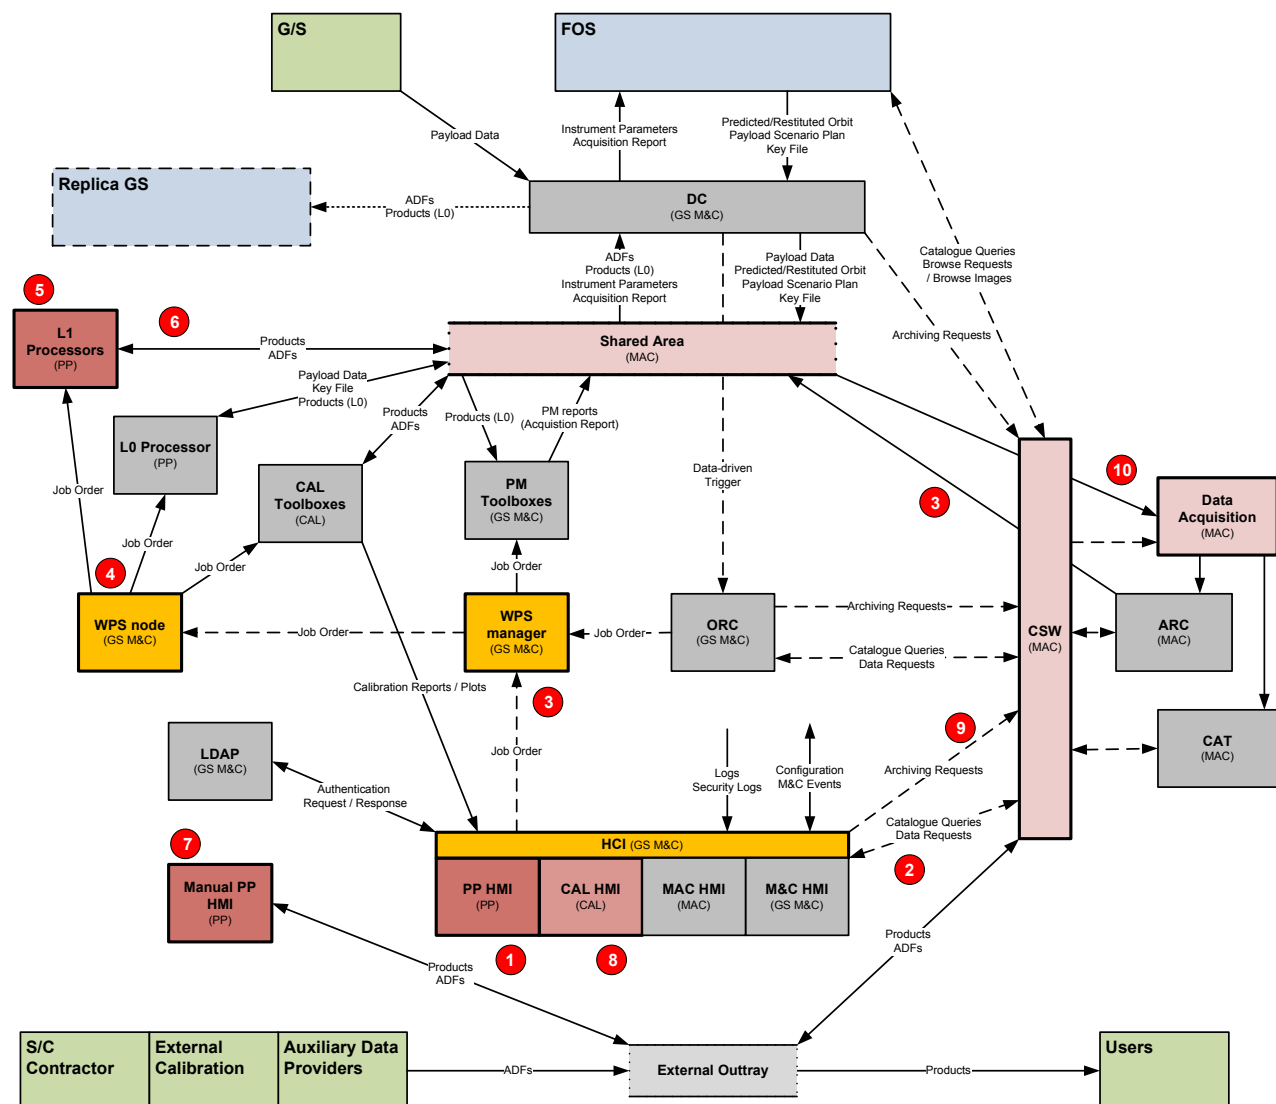 G/S
FOS
Payload Data
Instrument Parameters
Acquisition Report
Predicted/Restituted Orbit
Payload Scenario Plan
Key File
Replica GS
ADFs
Products (L0)
DC
(GS M&C)
Catalogue Queries
Browse Requests
/ Browse Images
ADFs
Products (L0)
Instrument Parameters
Acquisition Report
Payload Data
Predicted/Restituted Orbit
Payload Scenario Plan
Key File
5
6
L1
Processors
(PP)
Products
ADFs
Shared Area
(MAC)
Archiving Requests
Payload Data
Key File
Products (L0)
Products
ADFs
Products (L0)
PM reports
(Acquistion Report)
L0 Processor
(PP)
CAL
Toolboxes
(CAL)
PM
Toolboxes
(GS M&C)
Data-driven
Trigger
3
10
Data
Acquisition
(MAC)
Job Order
Job Order
Job Order
Job Order
4
WPS node
(GS M&C)
Job Order
WPS
manager
(GS M&C)
Job Order
ORC
(GS M&C)
Archiving Requests
Catalogue Queries
Data Requests
CSW
(MAC)
ARC
(MAC)
Calibration Reports / Plots
3
LDAP
(GS M&C)
Job Order
9
CAT
(MAC)
Authentication
Request / Response
Logs
Security Logs
Configuration
M&C Events
Archiving Requests
Catalogue Queries
Data Requests
7
HCI (GS M&C)
2
Manual PP
HMI
(PP)
PP HMI
(PP)
CAL HMI
(CAL)
MAC HMI
(MAC)
M&C HMI
(GS M&C)
1
8
Products
ADFs
Products
ADFs
S/C
Contractor
External
Calibration
Auxiliary Data
Providers
ADFs
External Outtray
Products
Users